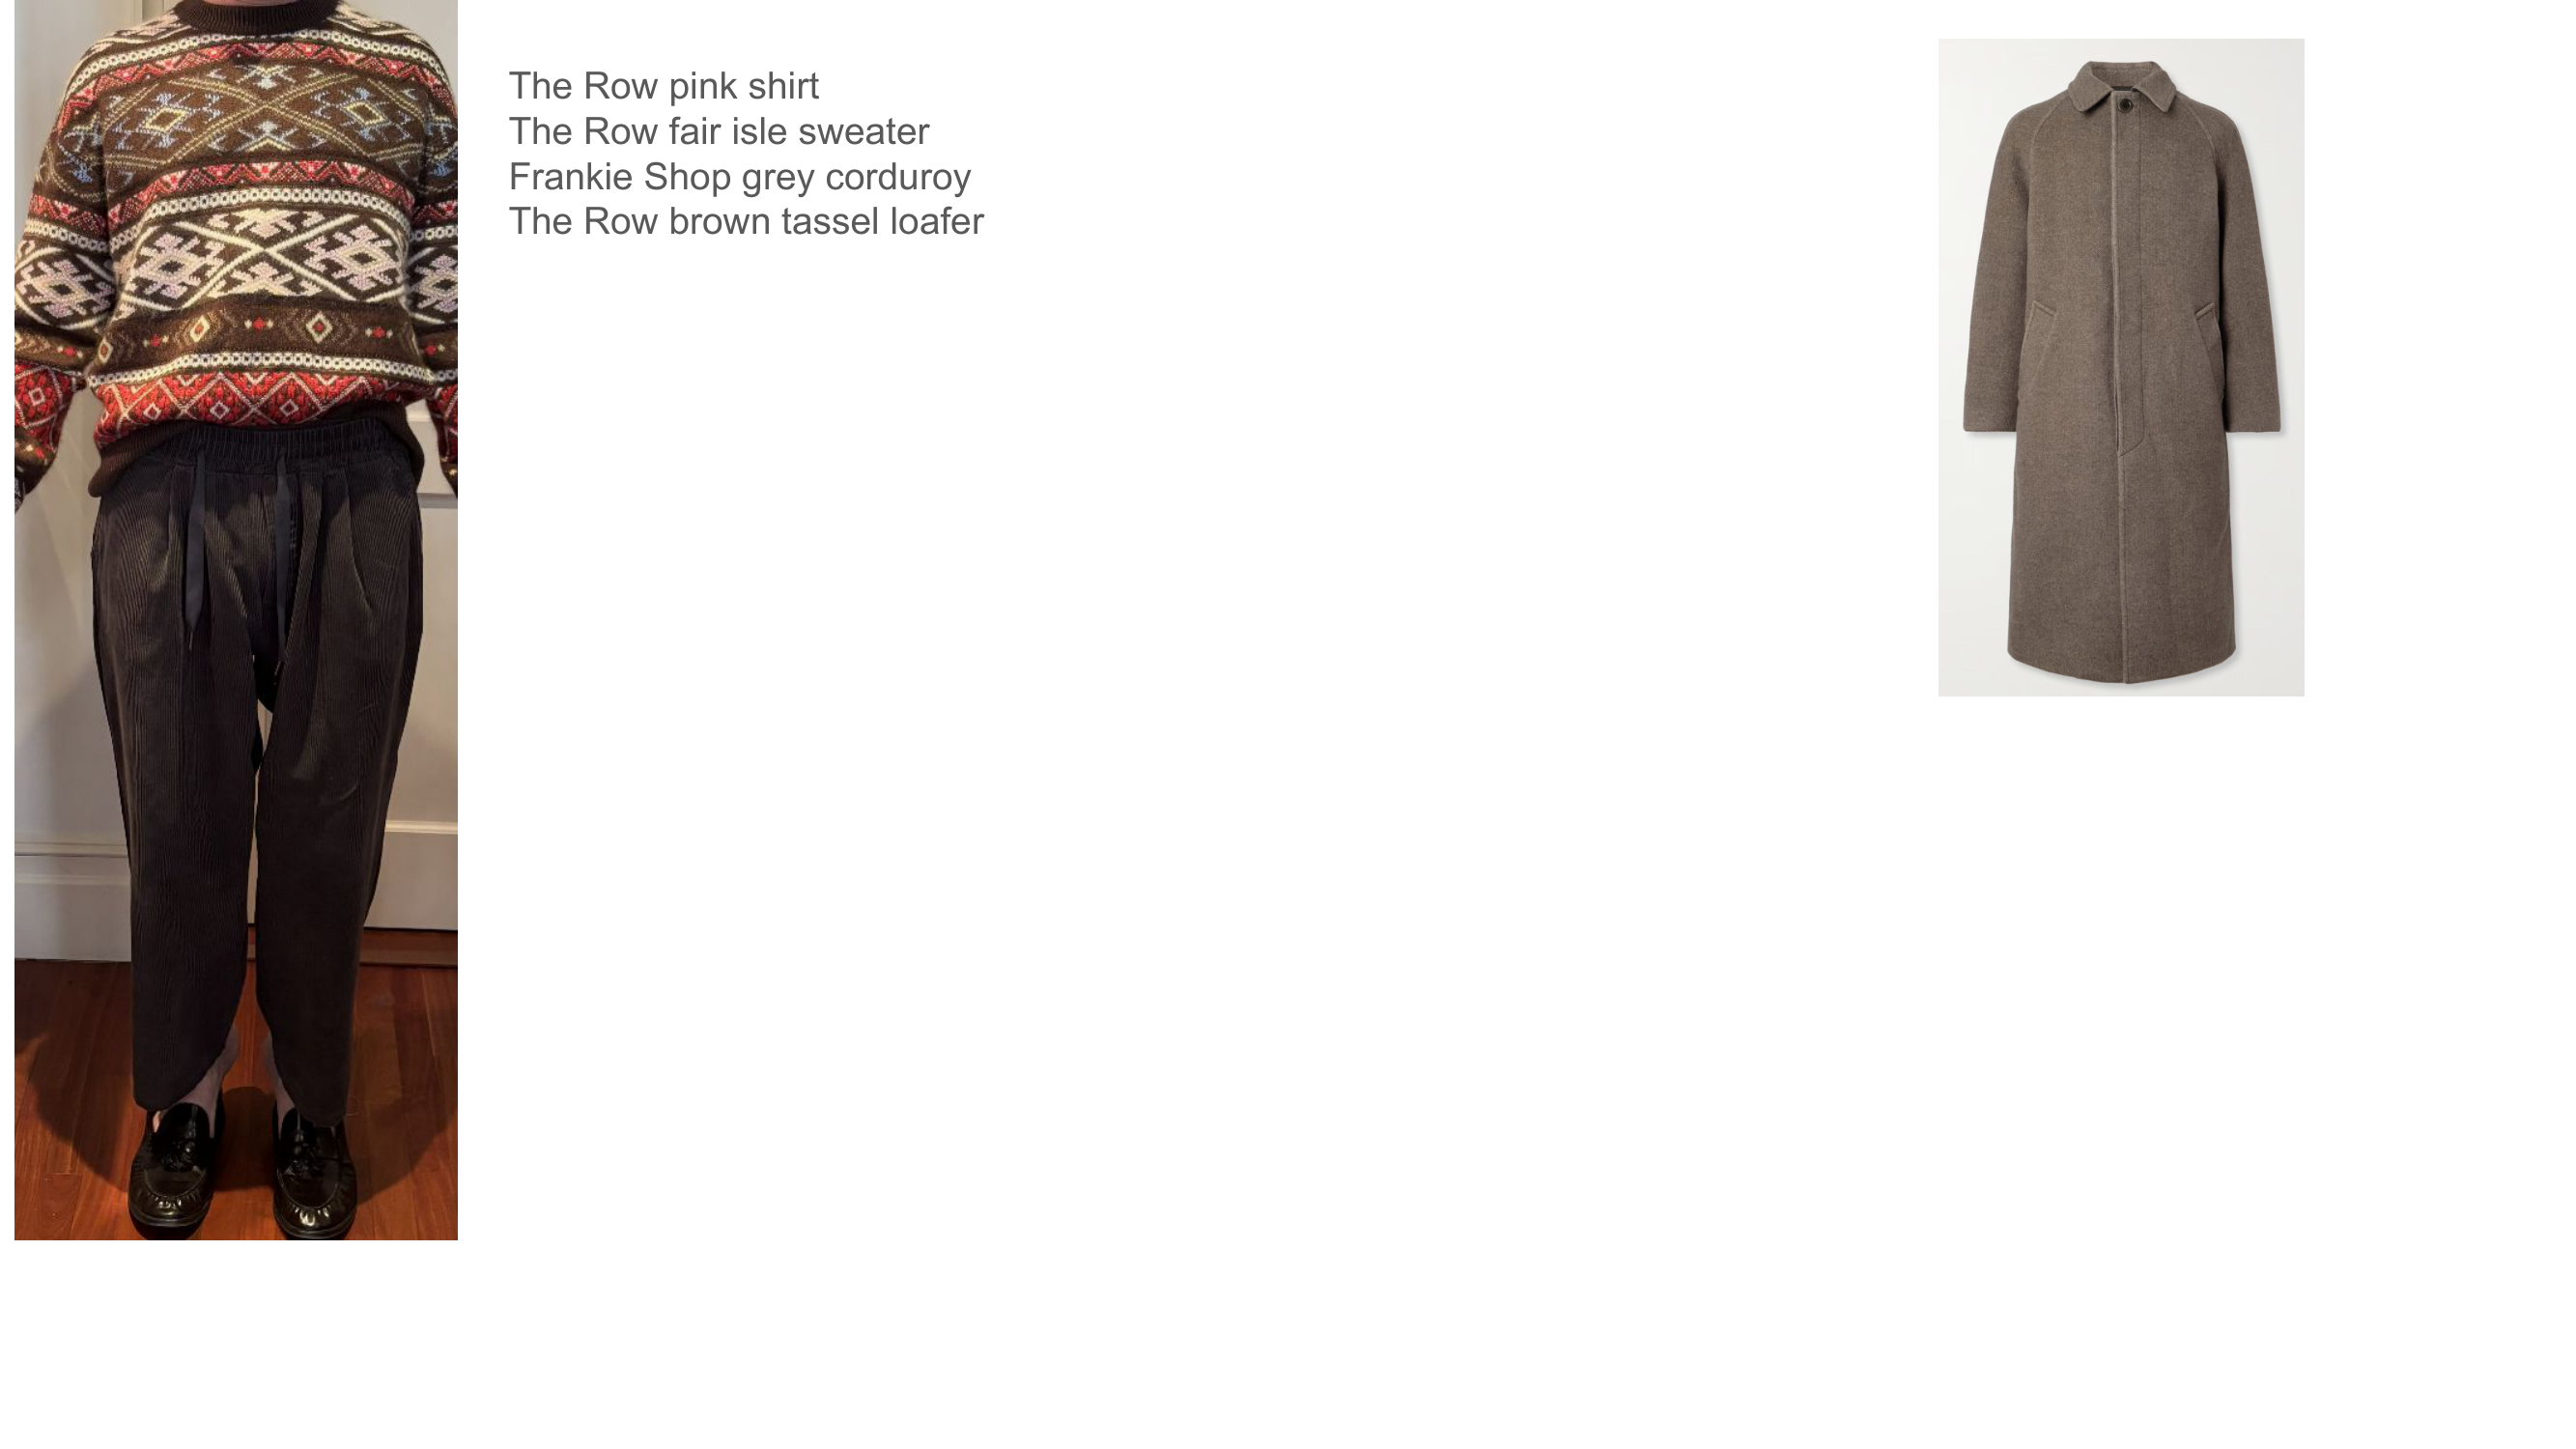 The Row pink shirt
The Row fair isle sweater
Frankie Shop grey corduroy
The Row brown tassel loafer